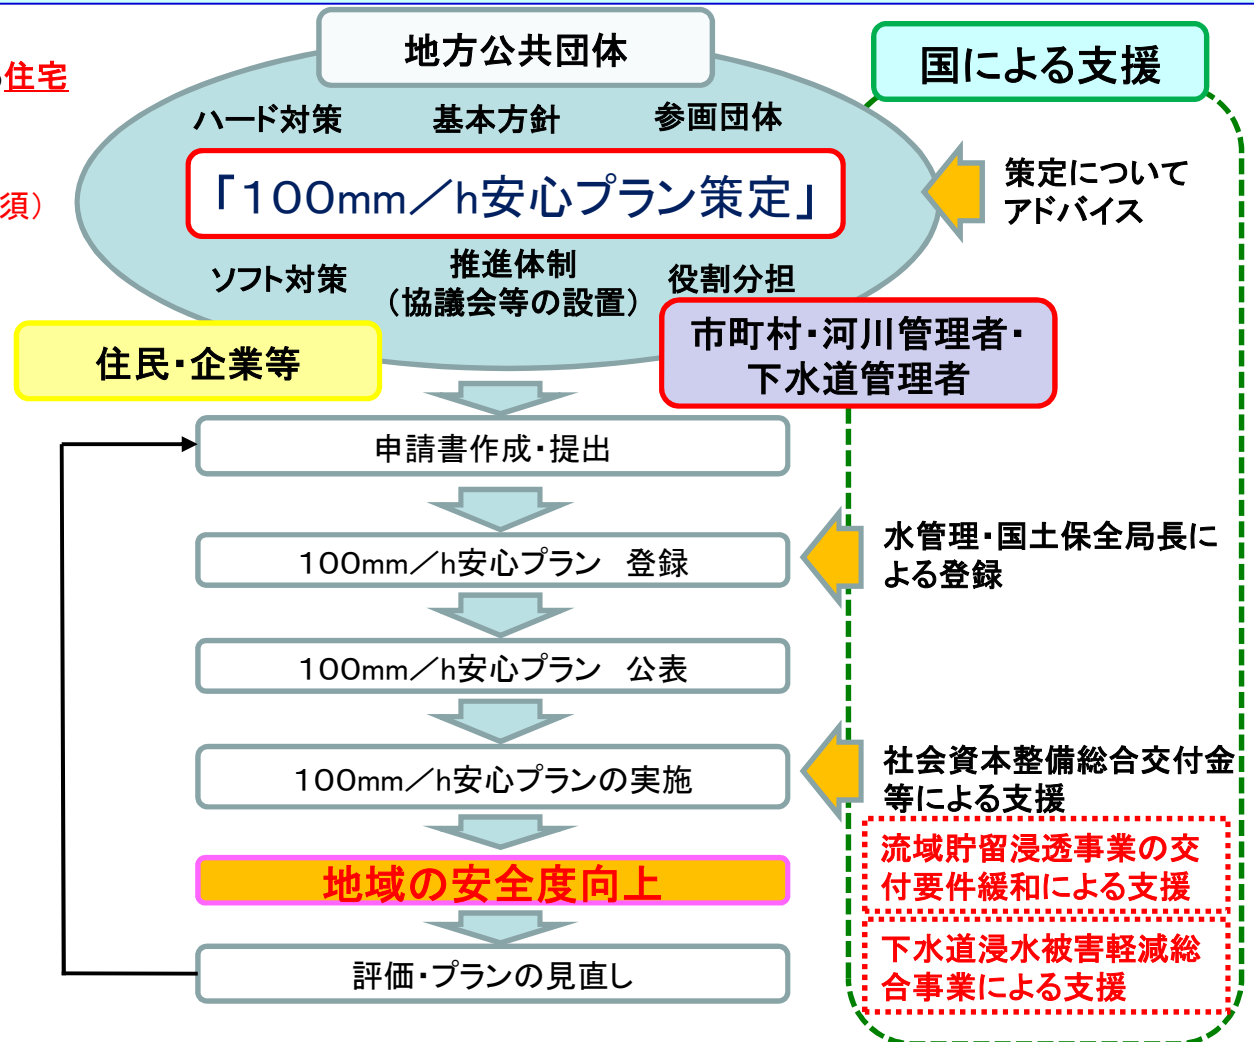 地方公共団体
国による支援
住宅
ハード対策
基本方針
参画団体
「100mm／h安心プラン策定」
須）
策定について
アドバイス
ソフト対策
推進体制
（協議会等の設置）
役割分担
住民・企業等
市町村・河川管理者・
下水道管理者
申請書作成・提出
100mm／h安心プラン　登録
水管理・国土保全局長に
よる登録
100mm／h安心プラン　公表
100mm／h安心プランの実施
社会資本整備総合交付金
等による支援
流域貯留浸透事業の交
付要件緩和による支援
地域の安全度向上
下水道浸水被害軽減総
合事業による支援
評価・プランの見直し